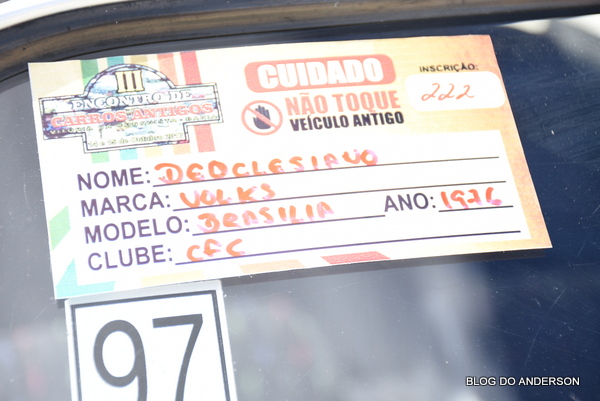 III
ENCONTRO DE
CARROS ANTIGOS
CUIDADO
NÃO TOQUE
VEÍCULO ANTIGO
INSCRIÇÃO:
222
NOME: DEOCLESIANO
MARCA: VOLKS
MODELO: BRASILIA ANO: 1976
CLUBE: CFC
97
BLOG DO ANDERSON